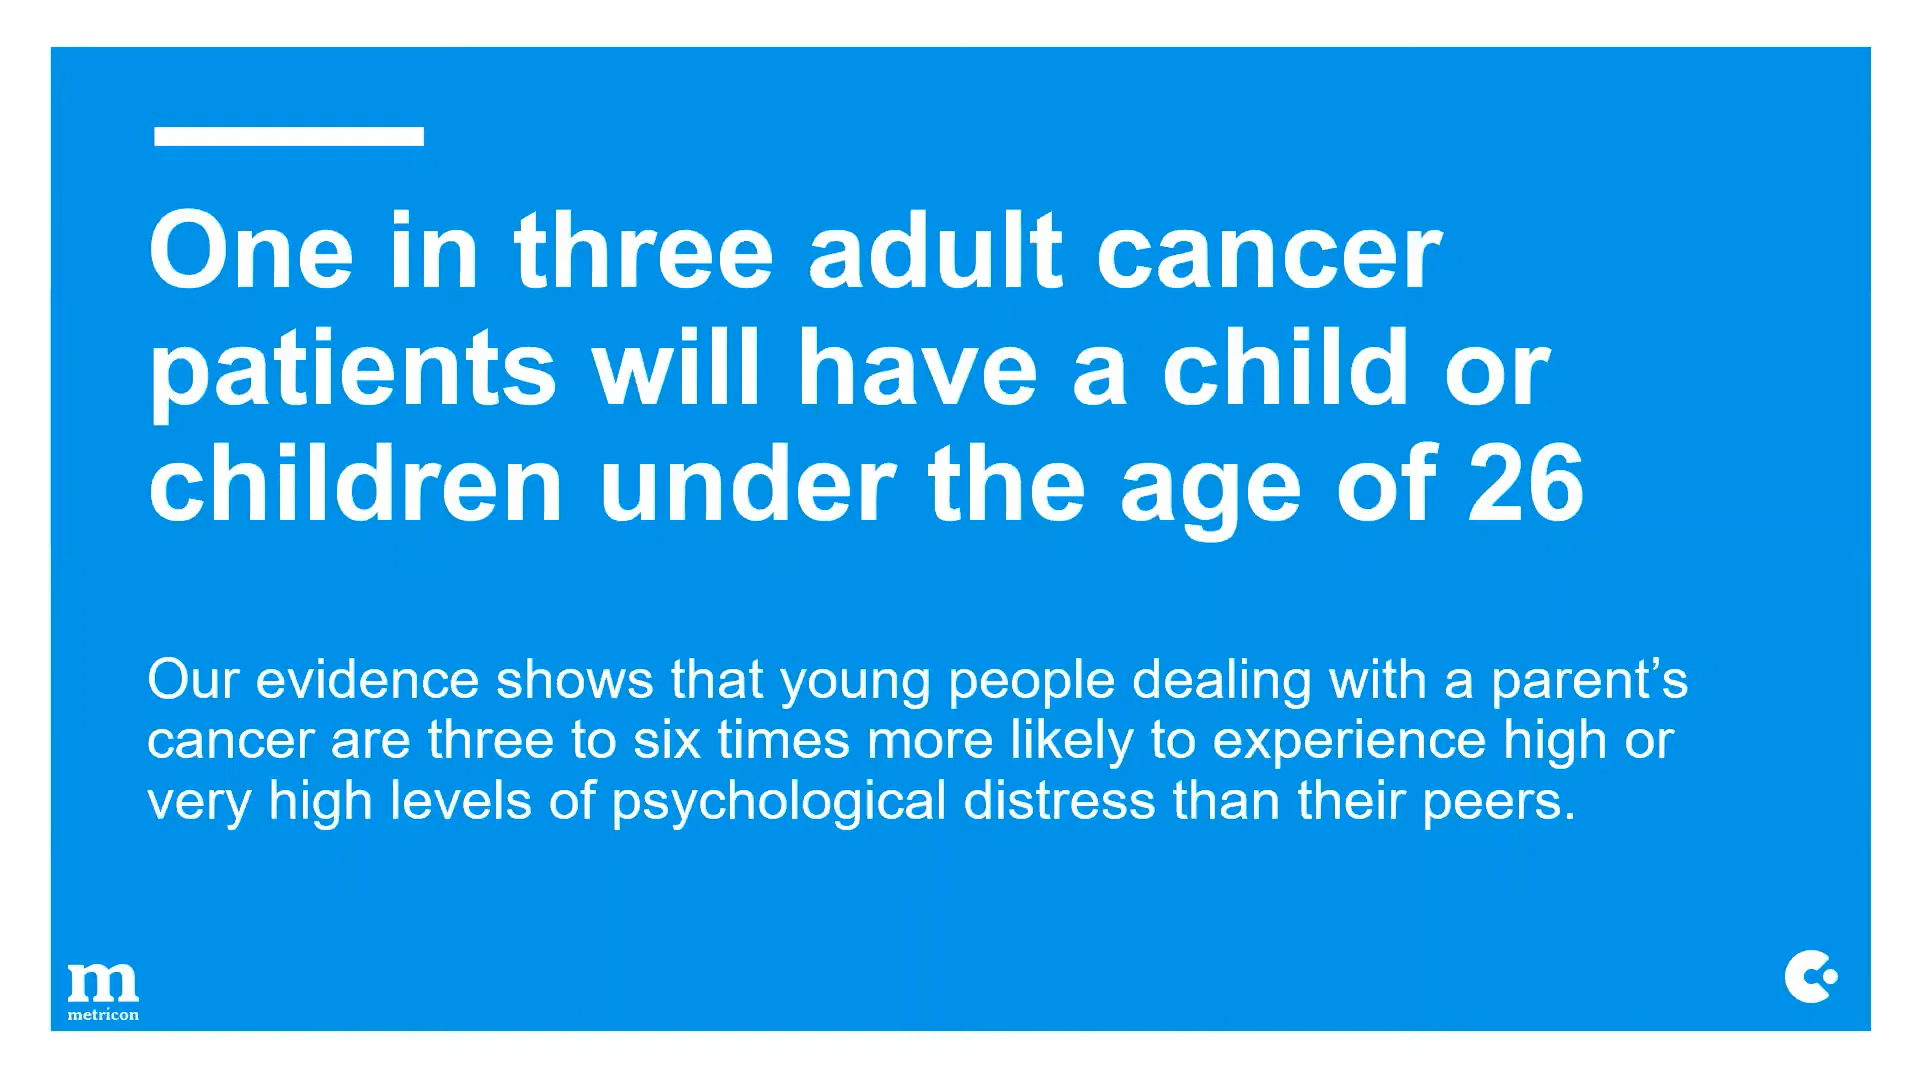 One in three adult cancer
patients will have a child or
children under the age of 26
Our evidence shows that young people dealing with a parent’s
cancer are three to six times more likely to experience high or
very high levels of psychological distress than their peers.
m
metricon